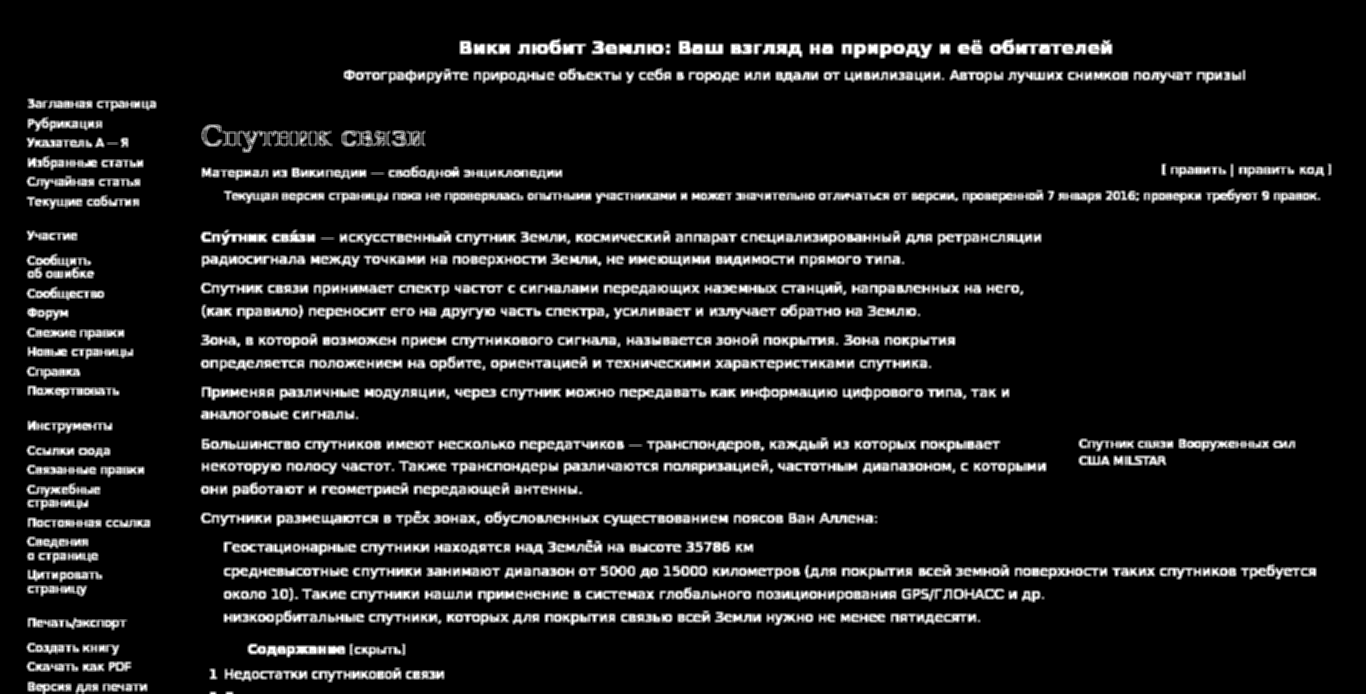 Вики любит Землю: Ваш взгляд на природу и её обитателей
Фотографируйте природные объекты у себя в городе или вдали от цивилизации. Авторы лучших снимков получат призы!
Заглавная страница
Рубрикация
Указатель А — Я
Избранные статьи
Случайная статья
Текущие события
Участие
Сообщить
об ошибке
Сообщество
Форум
Свежие правки
Новые страницы
Справка
Пожертвовать
Инструменты
Ссылки сюда
Связанные правки
Служебные
страницы
Постоянная ссылка
Сведения
о странице
Цитировать
страницу
Печать/экспорт
Создать книгу
Скачать как PDF
Версия для печати
Спутник связи
[ править | править код ]
Материал из Википедии — свободной энциклопедии
Текущая версия страницы пока не проверялась опытными участниками и может значительно отличаться от версии, проверенной 7 января 2016; проверки требуют 9 правок.
Спу́тник свя́зи — искусственный спутник Земли, космический аппарат специализированный для ретрансляции
радиосигнала между точками на поверхности Земли, не имеющими видимости прямого типа.
Спутник связи принимает спектр частот с сигналами передающих наземных станций, направленных на него,
(как правило) переносит его на другую часть спектра, усиливает и излучает обратно на Землю.
Зона, в которой возможен прием спутникового сигнала, называется зоной покрытия. Зона покрытия
определяется положением на орбите, ориентацией и техническими характеристиками спутника.
Применяя различные модуляции, через спутник можно передавать как информацию цифрового типа, так и
аналоговые сигналы.
Большинство спутников имеют несколько передатчиков — транспондеров, каждый из которых покрывает
некоторую полосу частот. Также транспондеры различаются поляризацией, частотным диапазоном, с которыми
они работают и геометрией передающей антенны.
Спутник связи Вооруженных сил
США MILSTAR
Спутники размещаются в трёх зонах, обусловленных существованием поясов Ван Аллена:
Геостационарные спутники находятся над Землёй на высоте 35786 км
средневысотные спутники занимают диапазон от 5000 до 15000 километров (для покрытия всей земной поверхности таких спутников требуется
около 10). Такие спутники нашли применение в системах глобального позиционирования GPS/ГЛОНАСС и др.
низкоорбитальные спутники, которых для покрытия связью всей Земли нужно не менее пятидесяти.
Содержание [скрыть]
1 Недостатки спутниковой связи